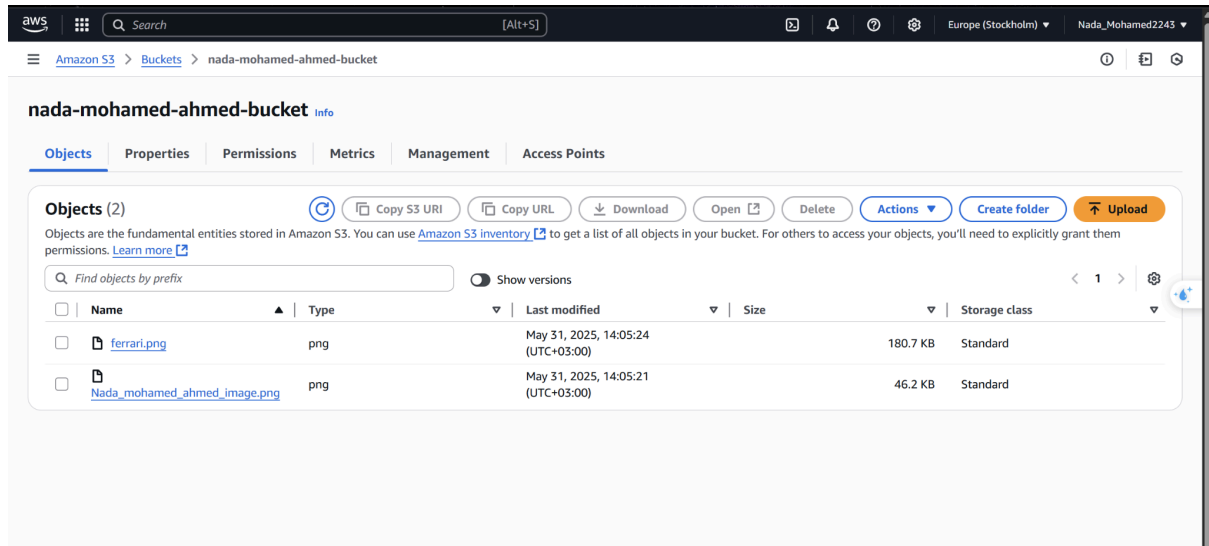 aws Search [Alt+S] Europe (Stockholm) Nada_Mohamed2243
Amazon S3 > Buckets > nada-mohamed-ahmed-bucket
nada-mohamed-ahmed-bucket Info
Objects Properties Permissions Metrics Management Access Points
Objects (2) Copy S3 URI Copy URL Download Open Delete Actions Create folder Upload
Objects are the fundamental entities stored in Amazon S3. You can use Amazon S3 inventory to get a list of all objects in your bucket. For others to access your objects, you'll need to explicitly grant them
permissions. Learn more
Find objects by prefix Show versions < 1 >
Name Type Last modified Size Storage class
ferrari.png png May 31, 2025, 14:05:24 (UTC+03:00) 180.7 KB Standard
Nada_mohamed_ahmed_image.png png May 31, 2025, 14:05:21 (UTC+03:00) 46.2 KB Standard